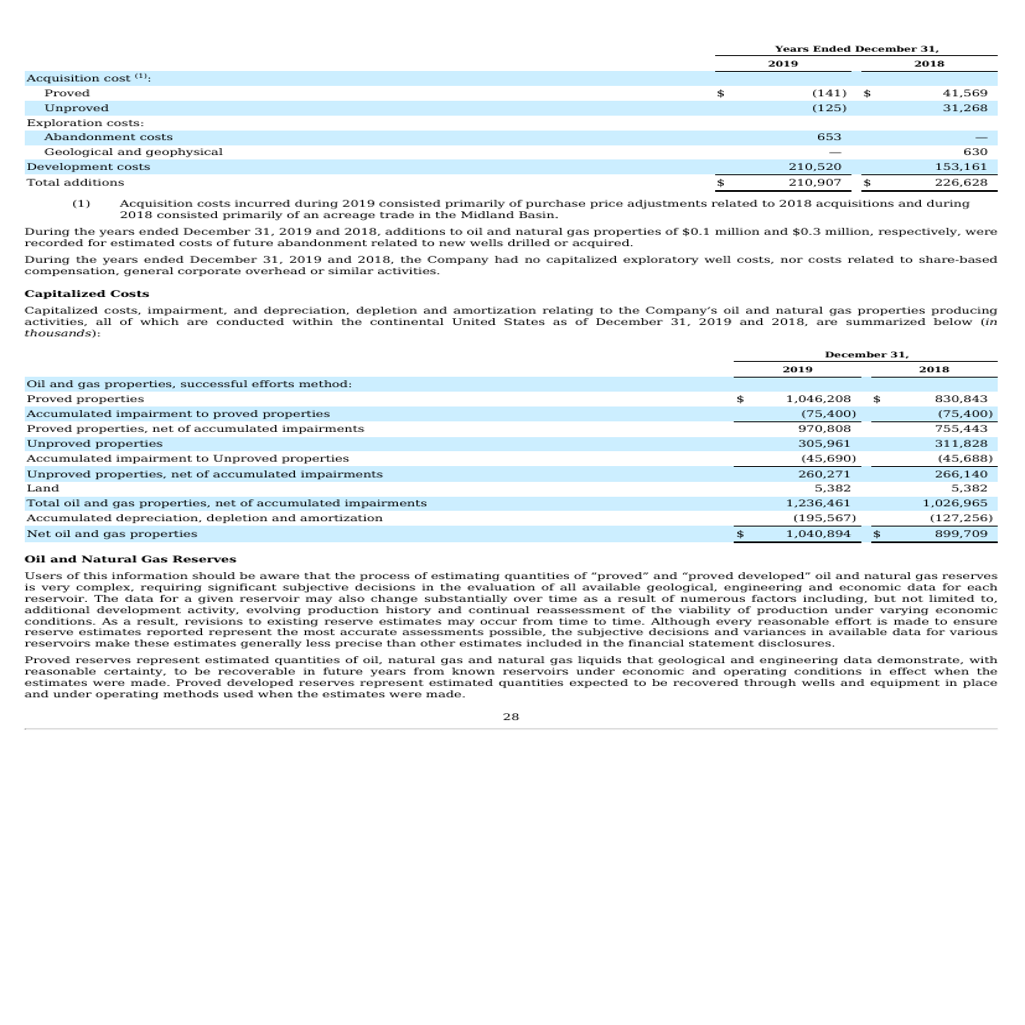 Years Ended December 31,
2019 2018
Acquisition cost (1):
Proved $ (141) $ 41,569
Unproved (125) 31,268
Exploration costs:
Abandonment costs 653 —
Geological and geophysical — 630
Development costs 210,520 153,161
Total additions $ 210,907 $ 226,628
(1) Acquisition costs incurred during 2019 consisted primarily of purchase price adjustments related to 2018 acquisitions and during
2018 consisted primarily of an acreage trade in the Midland Basin.
During the years ended December 31, 2019 and 2018, additions to oil and natural gas properties of $0.1 million and $0.3 million, respectively, were
recorded for estimated costs of future abandonment related to new wells drilled or acquired.
During the years ended December 31, 2019 and 2018, the Company had no capitalized exploratory well costs, nor costs related to share-based
compensation, general corporate overhead or similar activities.
Capitalized Costs
Capitalized costs, impairment, and depreciation, depletion and amortization relating to the Company’s oil and natural gas properties producing
activities, all of which are conducted within the continental United States as of December 31, 2019 and 2018, are summarized below (in
thousands):
December 31,
2019 2018
Oil and gas properties, successful efforts method:
Proved properties $ 1,046,208 $ 830,843
Accumulated impairment to proved properties (75,400) (75,400)
Proved properties, net of accumulated impairments 970,808 755,443
Unproved properties 305,961 311,828
Accumulated impairment to Unproved properties (45,690) (45,688)
Unproved properties, net of accumulated impairments 260,271 266,140
Land 5,382 5,382
Total oil and gas properties, net of accumulated impairments 1,236,461 1,026,965
Accumulated depreciation, depletion and amortization (195,567) (127,256)
Net oil and gas properties $ 1,040,894 $ 899,709
Oil and Natural Gas Reserves
Users of this information should be aware that the process of estimating quantities of “proved” and “proved developed” oil and natural gas reserves
is very complex, requiring significant subjective decisions in the evaluation of all available geological, engineering and economic data for each
reservoir. The data for a given reservoir may also change substantially over time as a result of numerous factors including, but not limited to,
additional development activity, evolving production history and continual reassessment of the viability of production under varying economic
conditions. As a result, revisions to existing reserve estimates may occur from time to time. Although every reasonable effort is made to ensure
reserve estimates reported represent the most accurate assessments possible, the subjective decisions and variances in available data for various
reservoirs make these estimates generally less precise than other estimates included in the financial statement disclosures.
Proved reserves represent estimated quantities of oil, natural gas and natural gas liquids that geological and engineering data demonstrate, with
reasonable certainty, to be recoverable in future years from known reservoirs under economic and operating conditions in effect when the
estimates were made. Proved developed reserves represent estimated quantities expected to be recovered through wells and equipment in place
and under operating methods used when the estimates were made.
28